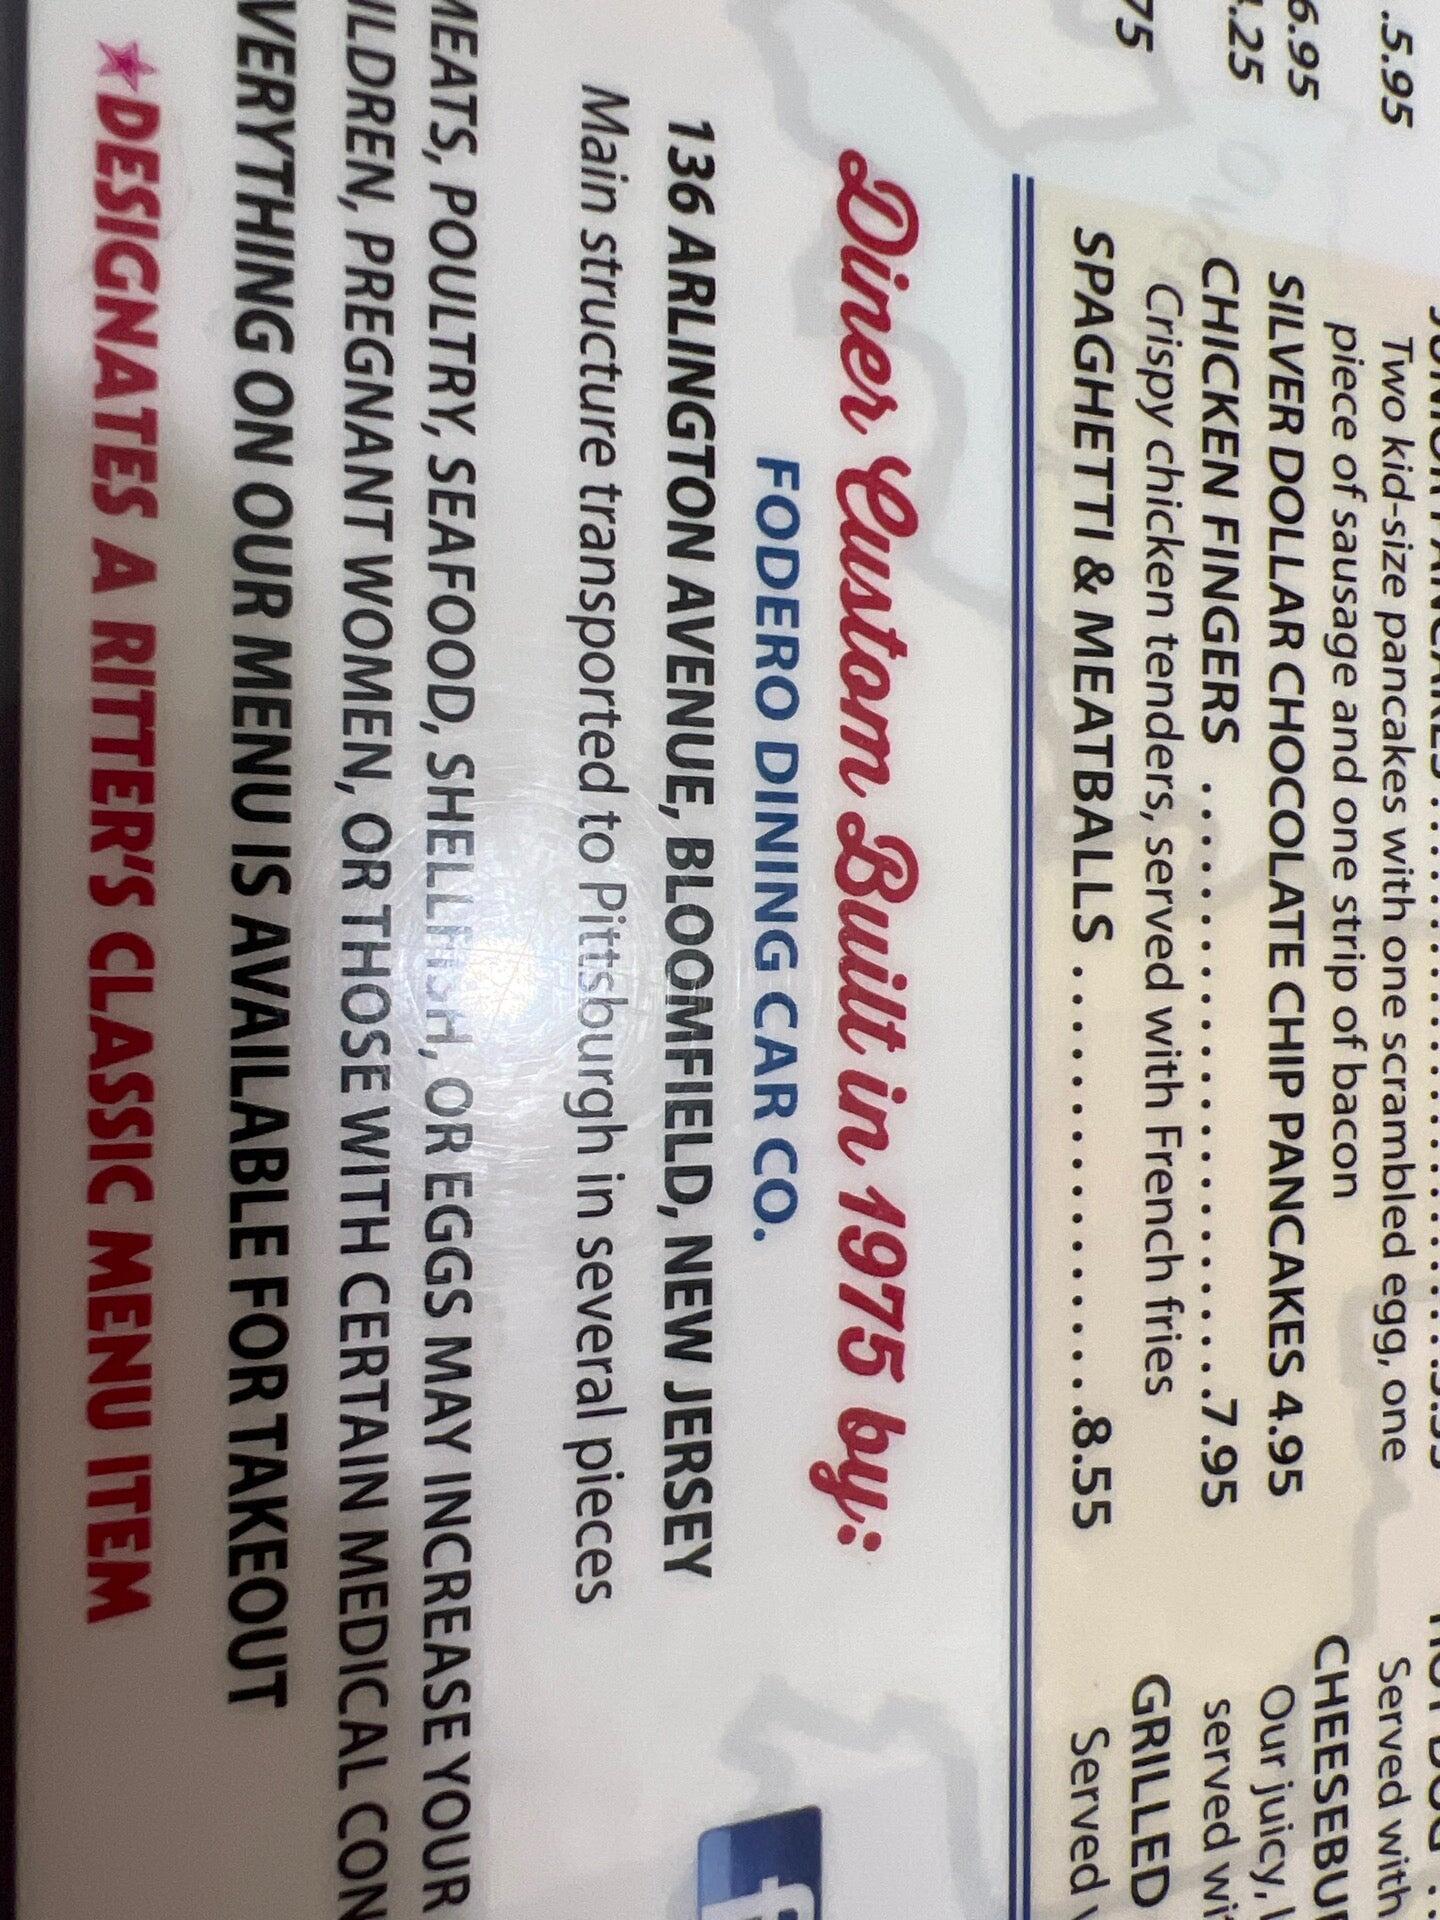 .5.95
6.95
.25
75
Two kid-size pancakes with one scrambled egg, one
piece of sausage and one strip of bacon
SILVER DOLLAR CHOCOLATE CHIP PANCAKES 4.95
CHICKEN FINGERS . . . . . . . . . . . . . . . . . . . . . . . .7.95
Crispy chicken tenders, served with French fries
SPAGHETTI & MEATBALLS . . . . . . . . . . . . . . . . . .8.55
Served with
CHEESEBU
Our juicy,
served wi
GRILLED
Served
Diner Custom Built in 1975 by:
FODERO DINING CAR CO.
136 ARLINGTON AVENUE, BLOOMFIELD, NEW JERSEY
Main structure transported to Pittsburgh in several pieces
f
MEATS, POULTRY, SEAFOOD, SHELLFISH, OR EGGS MAY INCREASE YOUR
ILDREN, PREGNANT WOMEN, OR THOSE WITH CERTAIN MEDICAL CON
VERYTHING ON OUR MENU IS AVAILABLE FOR TAKEOUT
★DESIGNATES A RITTER'S CLASSIC MENU ITEM